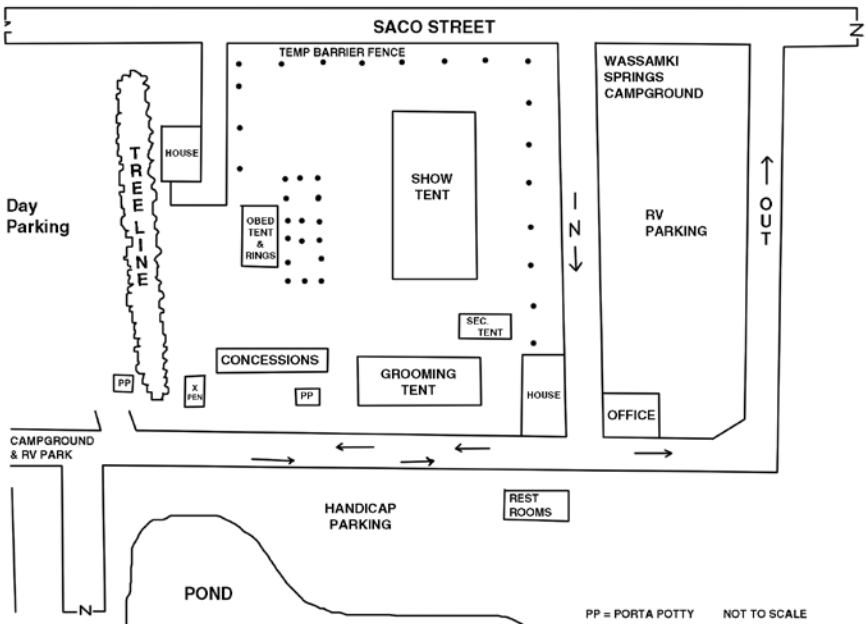 SACO STREET
TEMP BARRIER FENCE
WASSAMKI
SPRINGS
CAMPGROUND
HOUSE
TREE LINE
Day
Parking
SHOW
TENT
OBED
TENT
&
RINGS
IN
RV
PARKING
OUT
SEC.
TENT
CONCESSIONS
GROOMING
TENT
PP
X
PEN
PP
HOUSE
OFFICE
CAMPGROUND
& RV PARK
HANDICAP
PARKING
REST
ROOMS
POND
PP = PORTA POTTY NOT TO SCALE